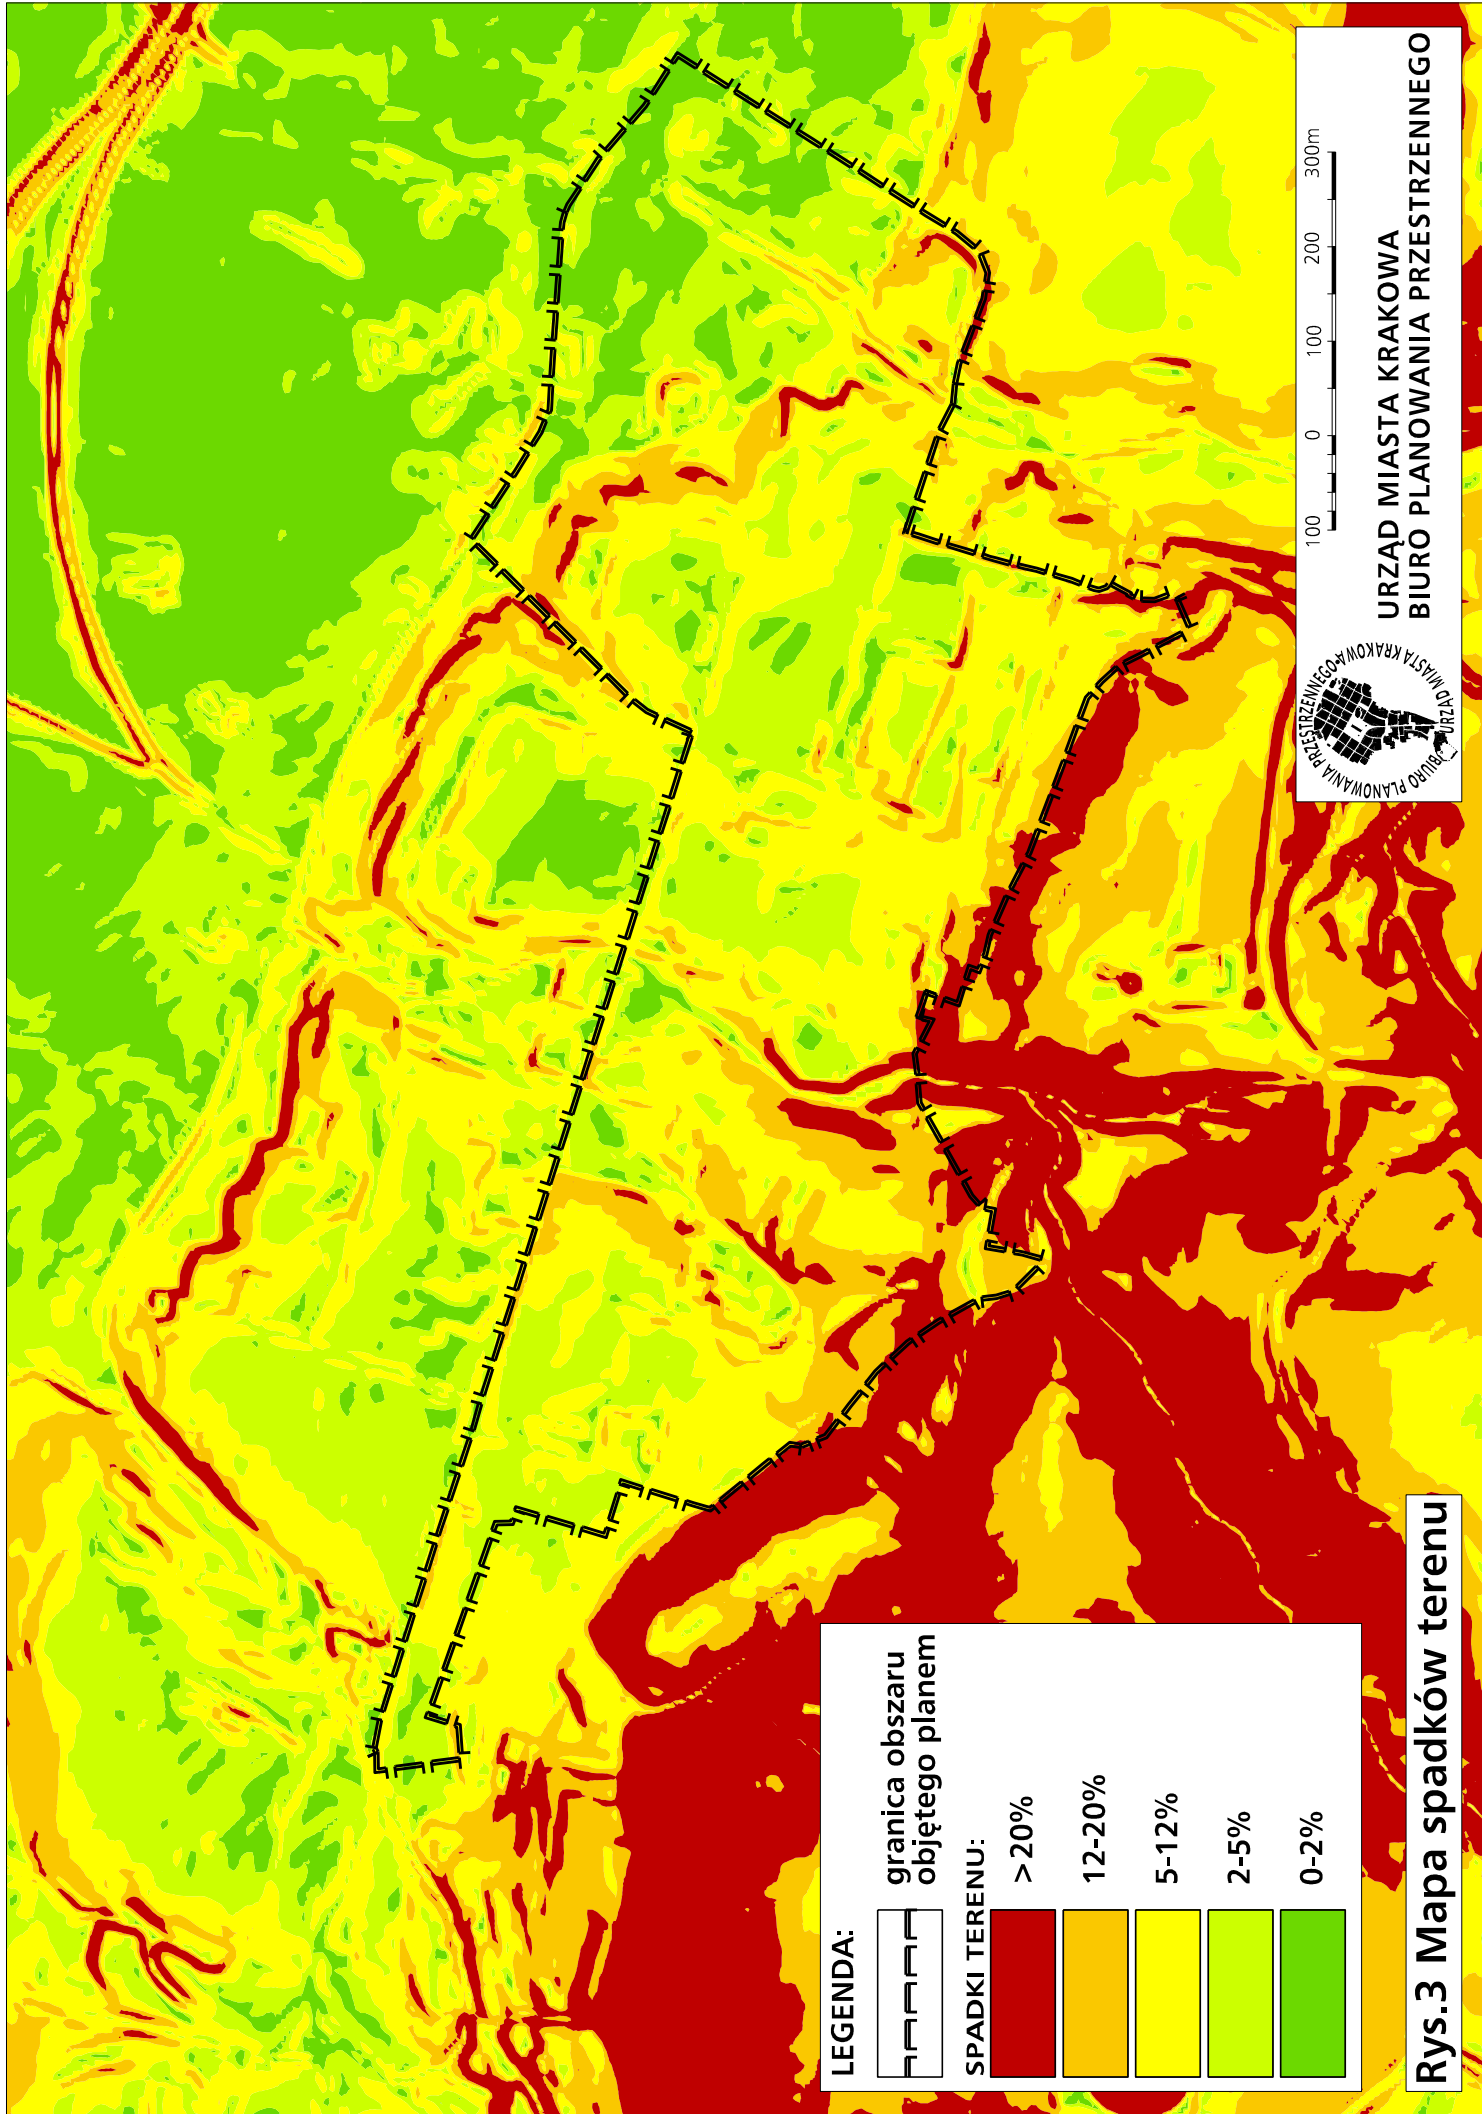 LEGENDA:
granica obszaru
objętego planem
SPADKI TERENU:
>20%
12-20%
5-12%
2-5%
0-2%
Rys.3 Mapa spadków terenu
100 0 100 200 300m
URZĄD MIASTA KRAKOWA
BIURO PLANOWANIA PRZESTRZENNEGO
BIURO PLANOWANIA PRZESTRZENNEGO
URZĄD MIASTA KRAKOWA